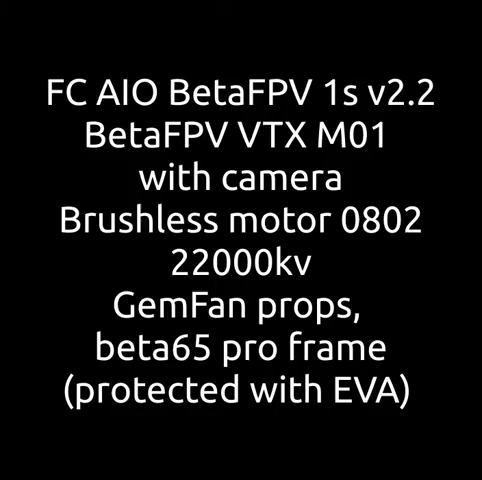 FC AIO BetaFPV 1s v2.2
BetaFPV VTX M01
with camera
Brushless motor 0802
22000kv
GemFan props,
beta65 pro frame
(protected with EVA)